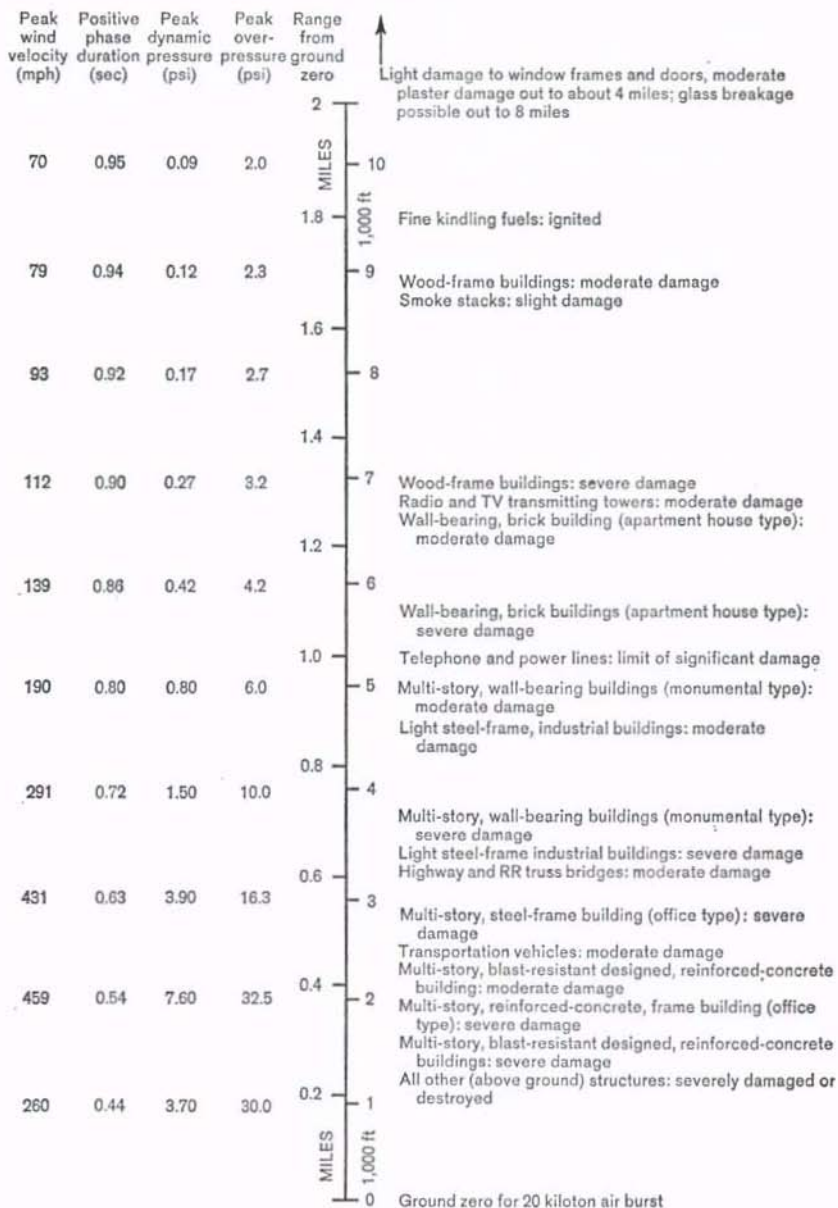 Peak Positive Peak Peak Range
wind phase dynamic over- from
velocity duration pressure pressure ground
(mph) (sec) (psi) (psi) zero
Light damage to window frames and doors, moderate
plaster damage out to about 4 miles; glass breakage
possible out to 8 miles
2
MILES
1,000 ft
70 0.95 0.09 2.0 10
1.8 Fine kindling fuels: ignited
79 0.94 0.12 2.3 9
Wood-frame buildings: moderate damage
Smoke stacks: slight damage
1.6
93 0.92 0.17 2.7 8
1.4
112 0.90 0.27 3.2 7 Wood-frame buildings: severe damage
Radio and TV transmitting towers: moderate damage
Wall-bearing, brick building (apartment house type):
moderate damage
1.2
139 0.86 0.42 4.2 6
Wall-bearing, brick buildings (apartment house type):
severe damage
1.0 Telephone and power lines: limit of significant damage
190 0.80 0.80 6.0 5 Multi-story, wall-bearing buildings (monumental type):
moderate damage
Light steel-frame, industrial buildings: moderate
damage
0.8
291 0.72 1.50 10.0 4
Multi-story, wall-bearing buildings (monumental type):
severe damage
Light steel-frame industrial buildings: severe damage
0.6 Highway and RR truss bridges: moderate damage
431 0.63 3.90 16.3 3
Multi-story, steel-frame building (office type): severe
damage
Transportation vehicles: moderate damage
Multi-story, blast-resistant designed, reinforced-concrete
0.4 building: moderate damage
459 0.54 7.60 32.5 2 Multi-story, reinforced-concrete, frame building (office
type): severe damage
Multi-story, blast-resistant designed, reinforced-concrete
buildings: severe damage
All other (above ground) structures: severely damaged or
destroyed
0.2
260 0.44 3.70 30.0 1
MILES
1,000 ft
0 Ground zero for 20 kiloton air burst